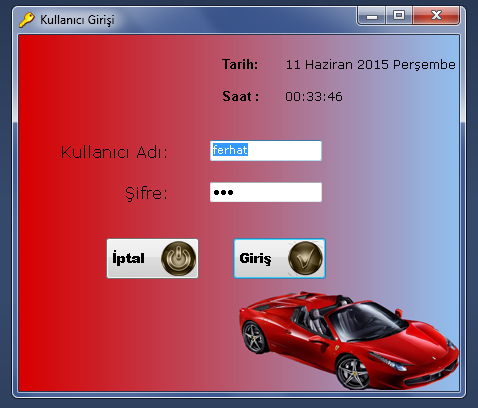 Kullanıcı Girişi
Tarih: 11 Haziran 2015 Perşembe
Saat : 00:33:46
Kullanıcı Adı: ferhat
Şifre: ●●●
İptal Giriş